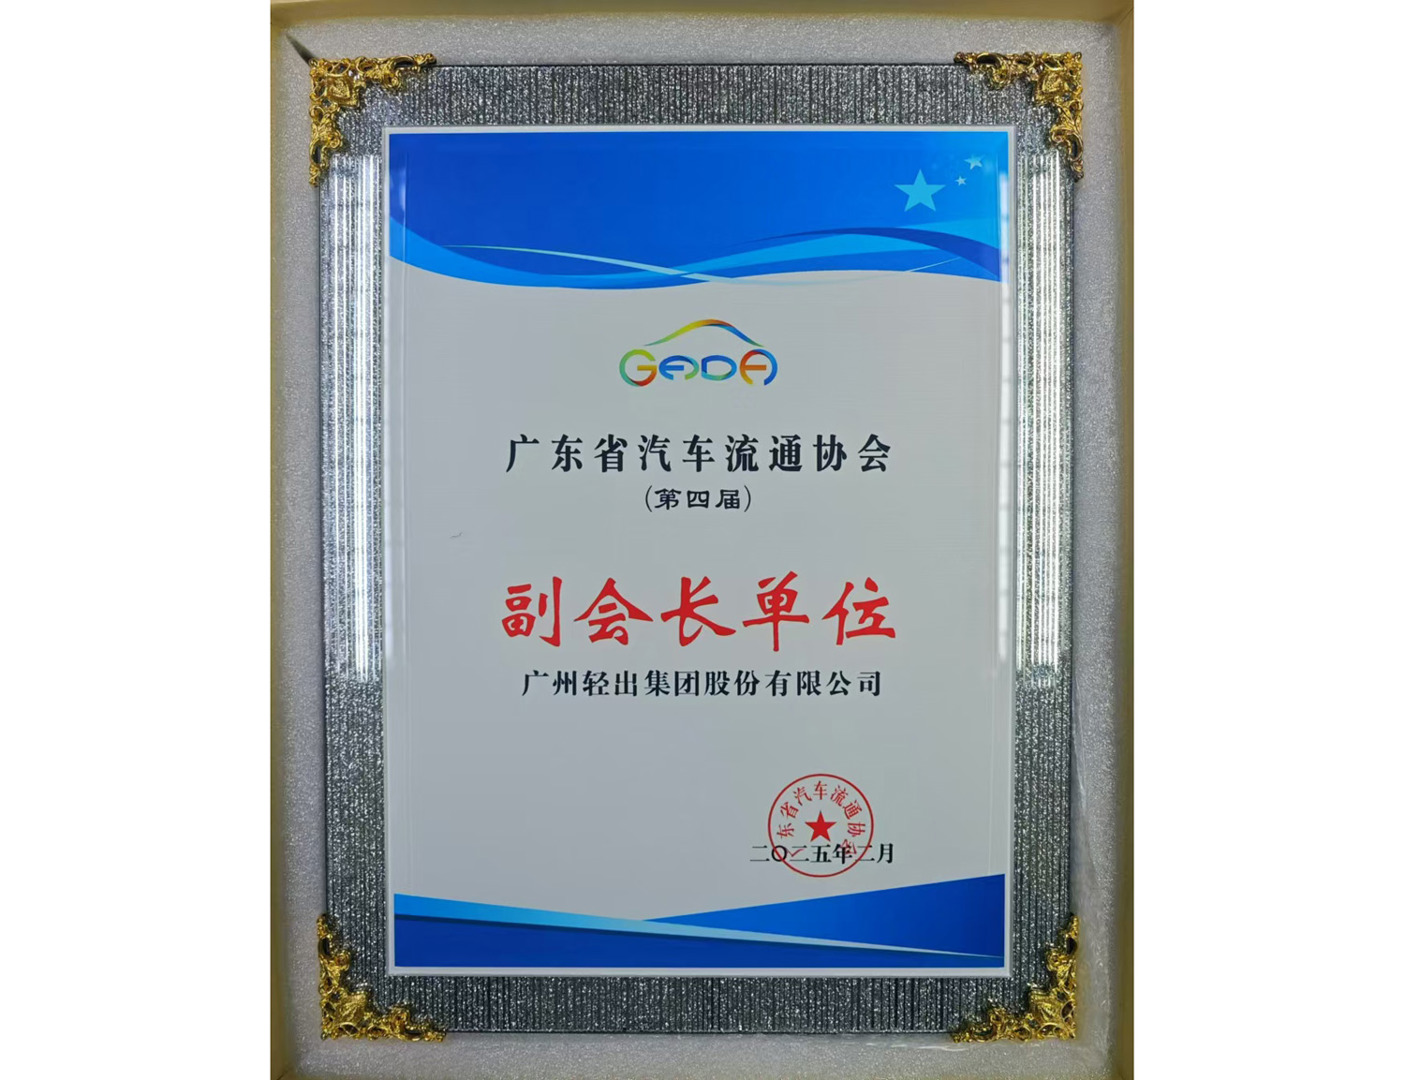 GADA
广东省汽车流通协会
(第四届)
副会长单位
广州轻出集团股份有限公司
广东省汽车流通协会
二〇二五年二月